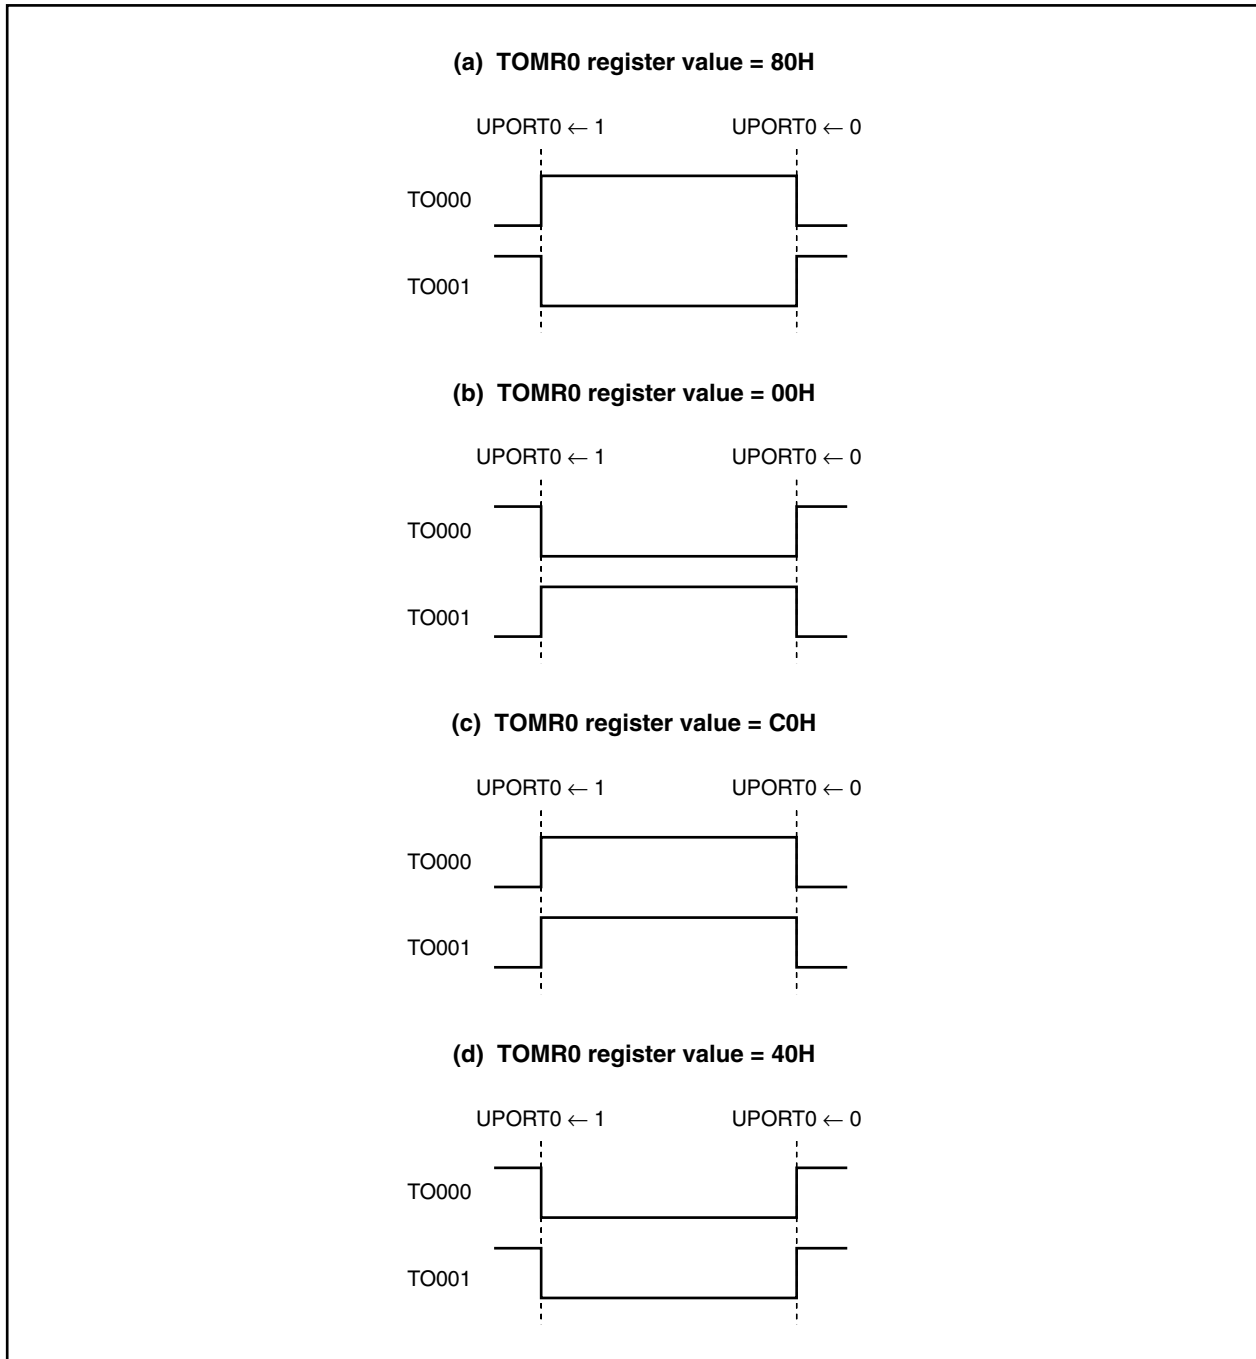 (a) TOMR0 register value = 80H
UPORT0 ← 1 UPORT0 ← 0
TO000
TO001
(b) TOMR0 register value = 00H
UPORT0 ← 1 UPORT0 ← 0
TO000
TO001
(c) TOMR0 register value = C0H
UPORT0 ← 1 UPORT0 ← 0
TO000
TO001
(d) TOMR0 register value = 40H
UPORT0 ← 1 UPORT0 ← 0
TO000
TO001